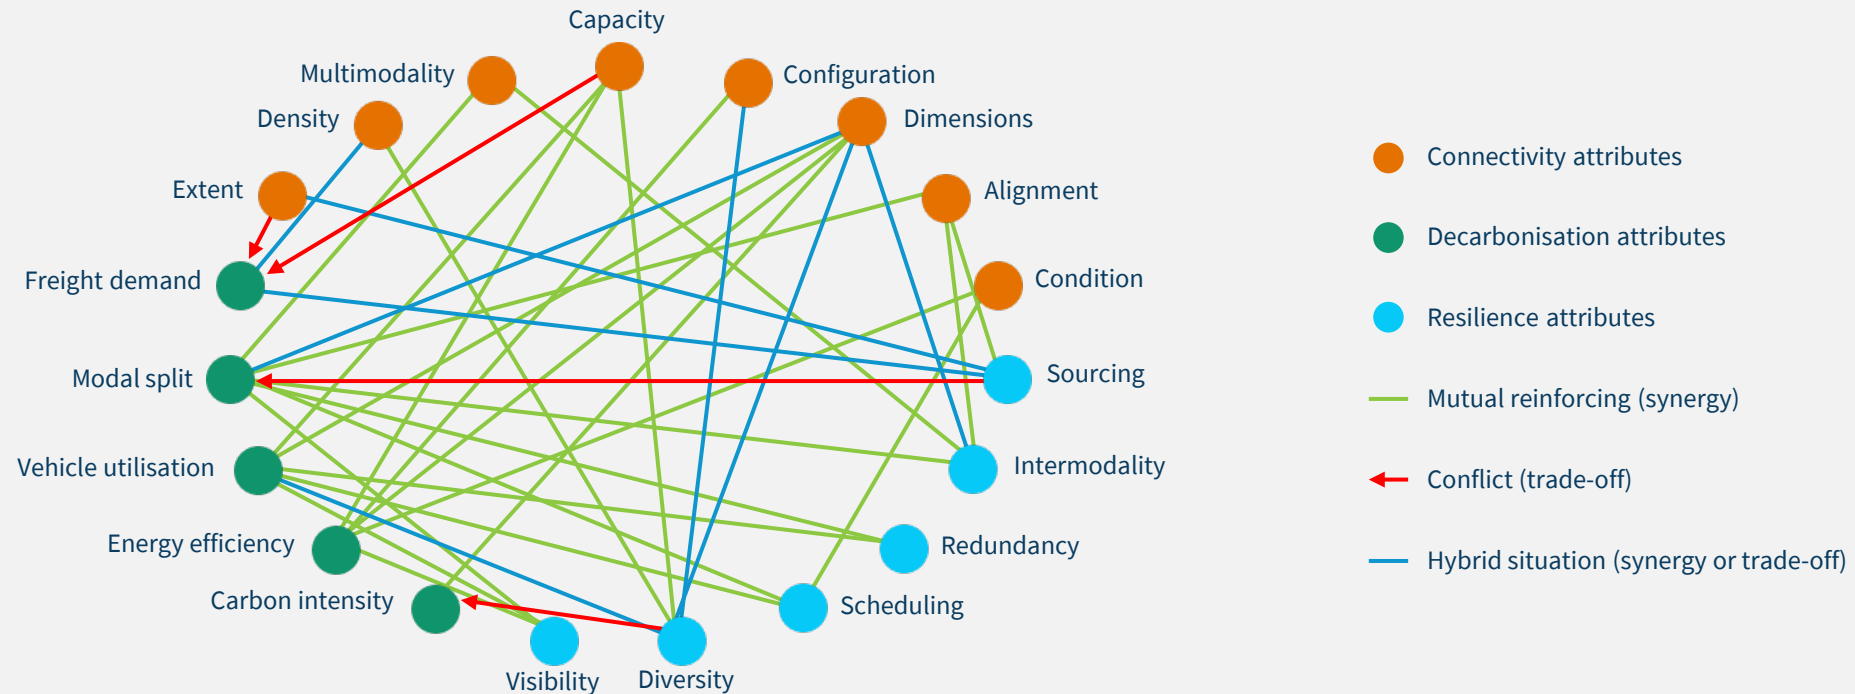 Capacity
Multimodality
Configuration
Density
Dimensions
Extent
Alignment
Freight demand
Condition
Modal split
Sourcing
Vehicle utilisation
Intermodality
Energy efficiency
Redundancy
Carbon intensity
Scheduling
Visibility
Diversity
Connectivity attributes
Decarbonisation attributes
Resilience attributes
Mutual reinforcing (synergy)
Conflict (trade-off)
Hybrid situation (synergy or trade-off)